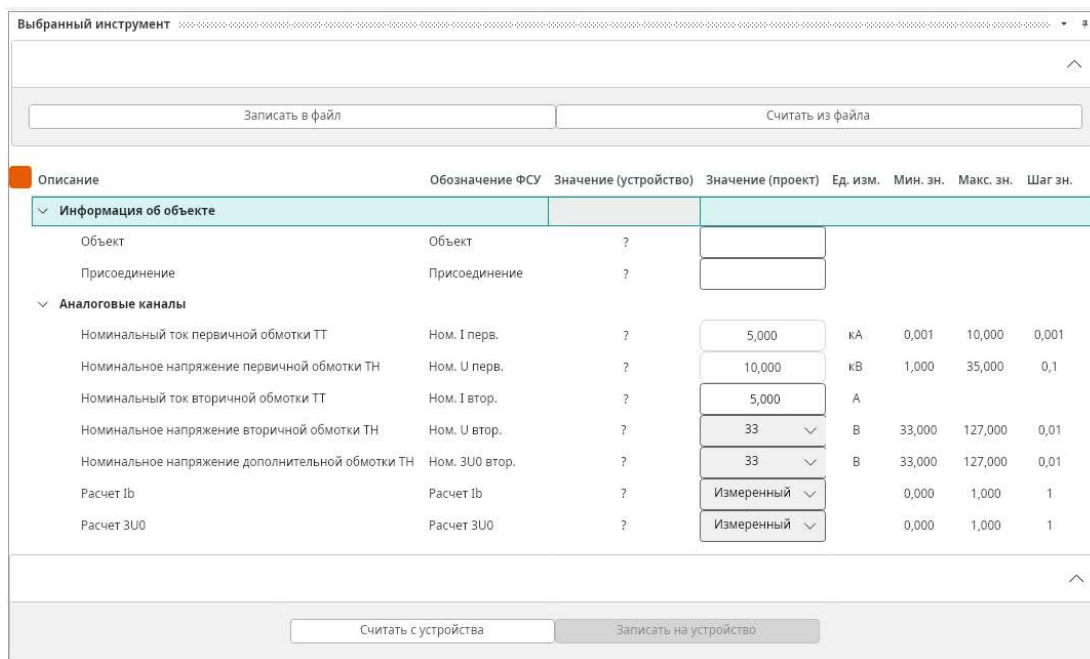 Выбранный инструмент
Записать в файл Считать из файла
Описание Обозначение ФСУ Значение (устройство) Значение (проект) Ед. изм. Мин. зн. Макс. зн. Шаг зн.
Информация об объекте
Объект Объект ?
Присоединение Присоединение ?
Аналоговые каналы
Номинальный ток первичной обмотки ТТ Ном. I перв. ? 5,000 кА 0,001 10,000 0,001
Номинальное напряжение первичной обмотки ТН Ном. U перв. ? 10,000 кВ 1,000 35,000 0,1
Номинальный ток вторичной обмотки ТТ Ном. I втор. ? 5,000 А
Номинальное напряжение вторичной обмотки ТН Ном. U втор. ? 33 В 33,000 127,000 0,01
Номинальное напряжение дополнительной обмотки ТН Ном. 3U0 втор. ? 33 В 33,000 127,000 0,01
Расчет Ib Расчет Ib ? Измеренный 0,000 1,000 1
Расчет 3U0 Расчет 3U0 ? Измеренный 0,000 1,000 1
Считать с устройства Записать на устройство